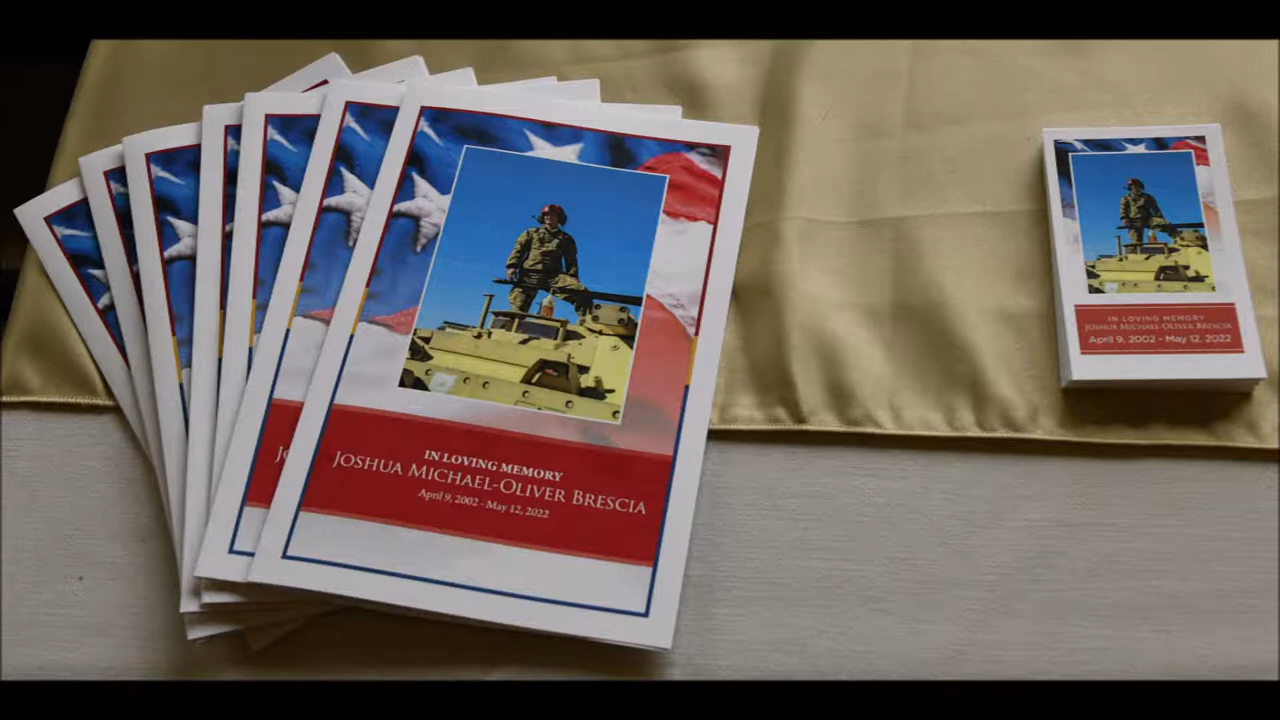 IN LOVING MEMORY
JOSHUA MICHAEL-OLIVER BRESCIA
April 9, 2002 - May 12, 2022
JO
IN LOVING MEMORY
JOSHUA MICHAEL-OLIVER BRESCIA
April 9, 2002 - May 12, 2022